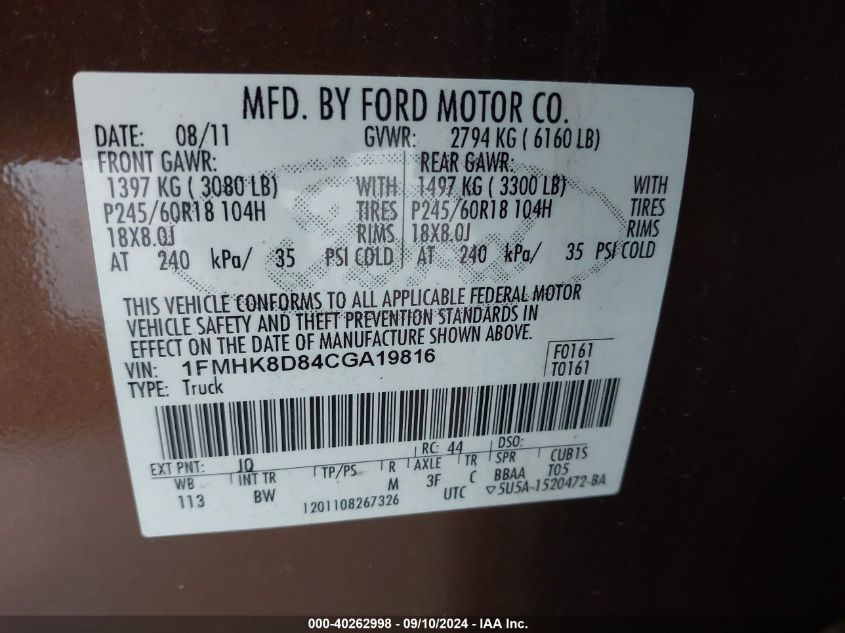 MFD. BY FORD MOTOR CO.
DATE: 08/11 GVWR: 2794 KG ( 6160 LB)
FRONT GAWR: REAR GAWR:
1397 KG ( 3080 LB) WITH 1497 KG ( 3300 LB) WITH
P245/60R18 104H TIRES P245/60R18 104H TIRES
18X8.0J RIMS 18X8.0J RIMS
AT 240 kPa/ 35 PSI COLD AT 240 kPa/ 35 PSI COLD
THIS VEHICLE CONFORMS TO ALL APPLICABLE FEDERAL MOTOR
VEHICLE SAFETY AND THEFT PREVENTION STANDARDS IN
EFFECT ON THE DATE OF MANUFACTURE SHOWN ABOVE.
VIN: 1FMHK8D84CGA19816 F0161
TYPE: Truck T0161
EXT PNT: JQ RC: 44 DSO:
WB INT TR TP/PS R AXLE TR SPR CUB1S
113 BW M 3F C BBAA T05
1201108267326 UTC ▽5U5A-1520472-BA
000-40262998 - 09/10/2024 - IAA Inc.